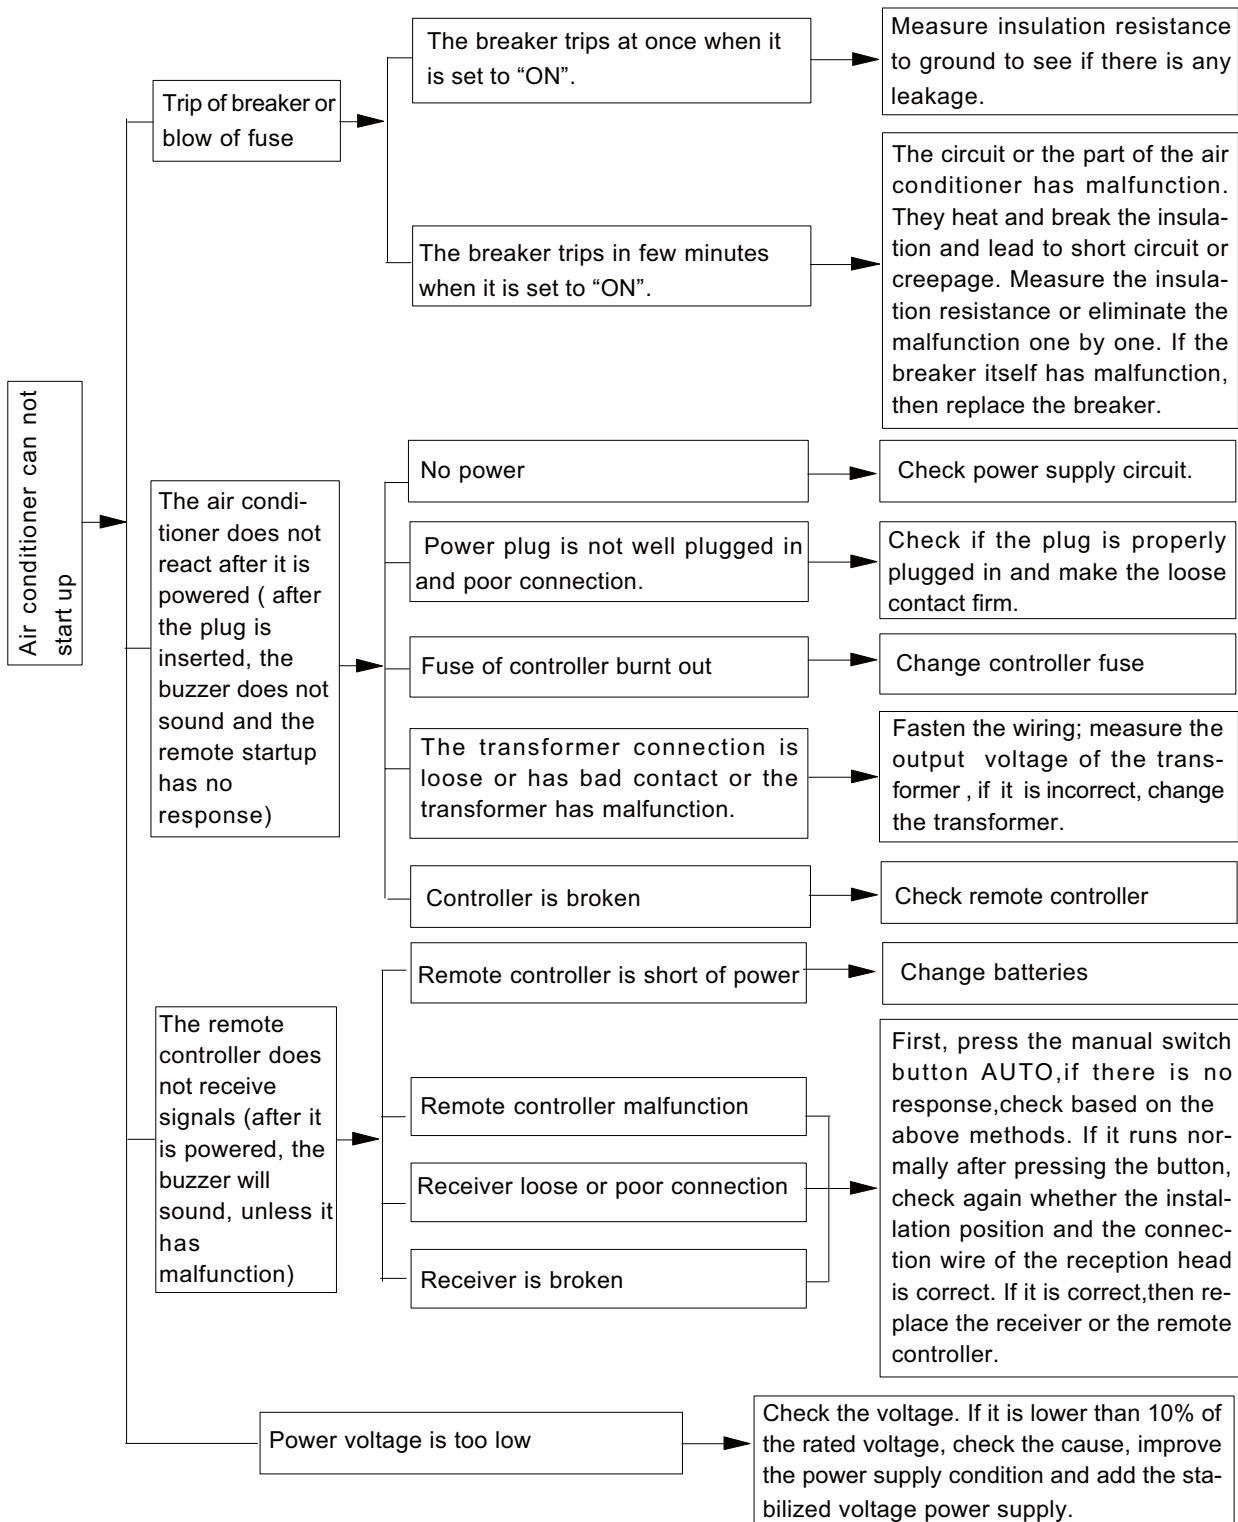 Air conditioner can not
start up
Trip of breaker or
blow of fuse
The breaker trips at once when it
is set to “ON”.
Measure insulation resistance
to ground to see if there is any
leakage.
The breaker trips in few minutes
when it is set to “ON”.
The circuit or the part of the air
conditioner has malfunction.
They heat and break the insula-
tion and lead to short circuit or
creepage. Measure the insu-
lation resistance or eliminate the
malfunction one by one. If the
breaker itself has malfunction,
then replace the breaker.
The air condi-
tioner does not
react after it is
powered ( after
the plug is
inserted, the
buzzer does not
sound and the
remote startup
has no
response)
No power
Check power supply circuit.
Power plug is not well plugged in
and poor connection.
Check if the plug is properly
plugged in and make the loose
contact firm.
Fuse of controller burnt out
Change controller fuse
The transformer connection is
loose or has bad contact or the
transformer has malfunction.
Fasten the wiring; measure the
output voltage of the trans-
former , if it is incorrect, change
the transformer.
Controller is broken
Check remote controller
The remote
controller does
not receive
signals (after it
is powered, the
buzzer will
sound, unless it
has
malfunction)
Remote controller is short of power
Change batteries
Remote controller malfunction
Receiver loose or poor connection
Receiver is broken
First, press the manual switch
button AUTO,if there is no
response,check based on the
above methods. If it runs nor-
mally after pressing the button,
check again whether the instal-
lation position and the connec-
tion wire of the reception head
is correct. If it is correct,then re-
place the receiver or the remote
controller.
Power voltage is too low
Check the voltage. If it is lower than 10% of
the rated voltage, check the cause, improve
the power supply condition and add the sta-
bilized voltage power supply.